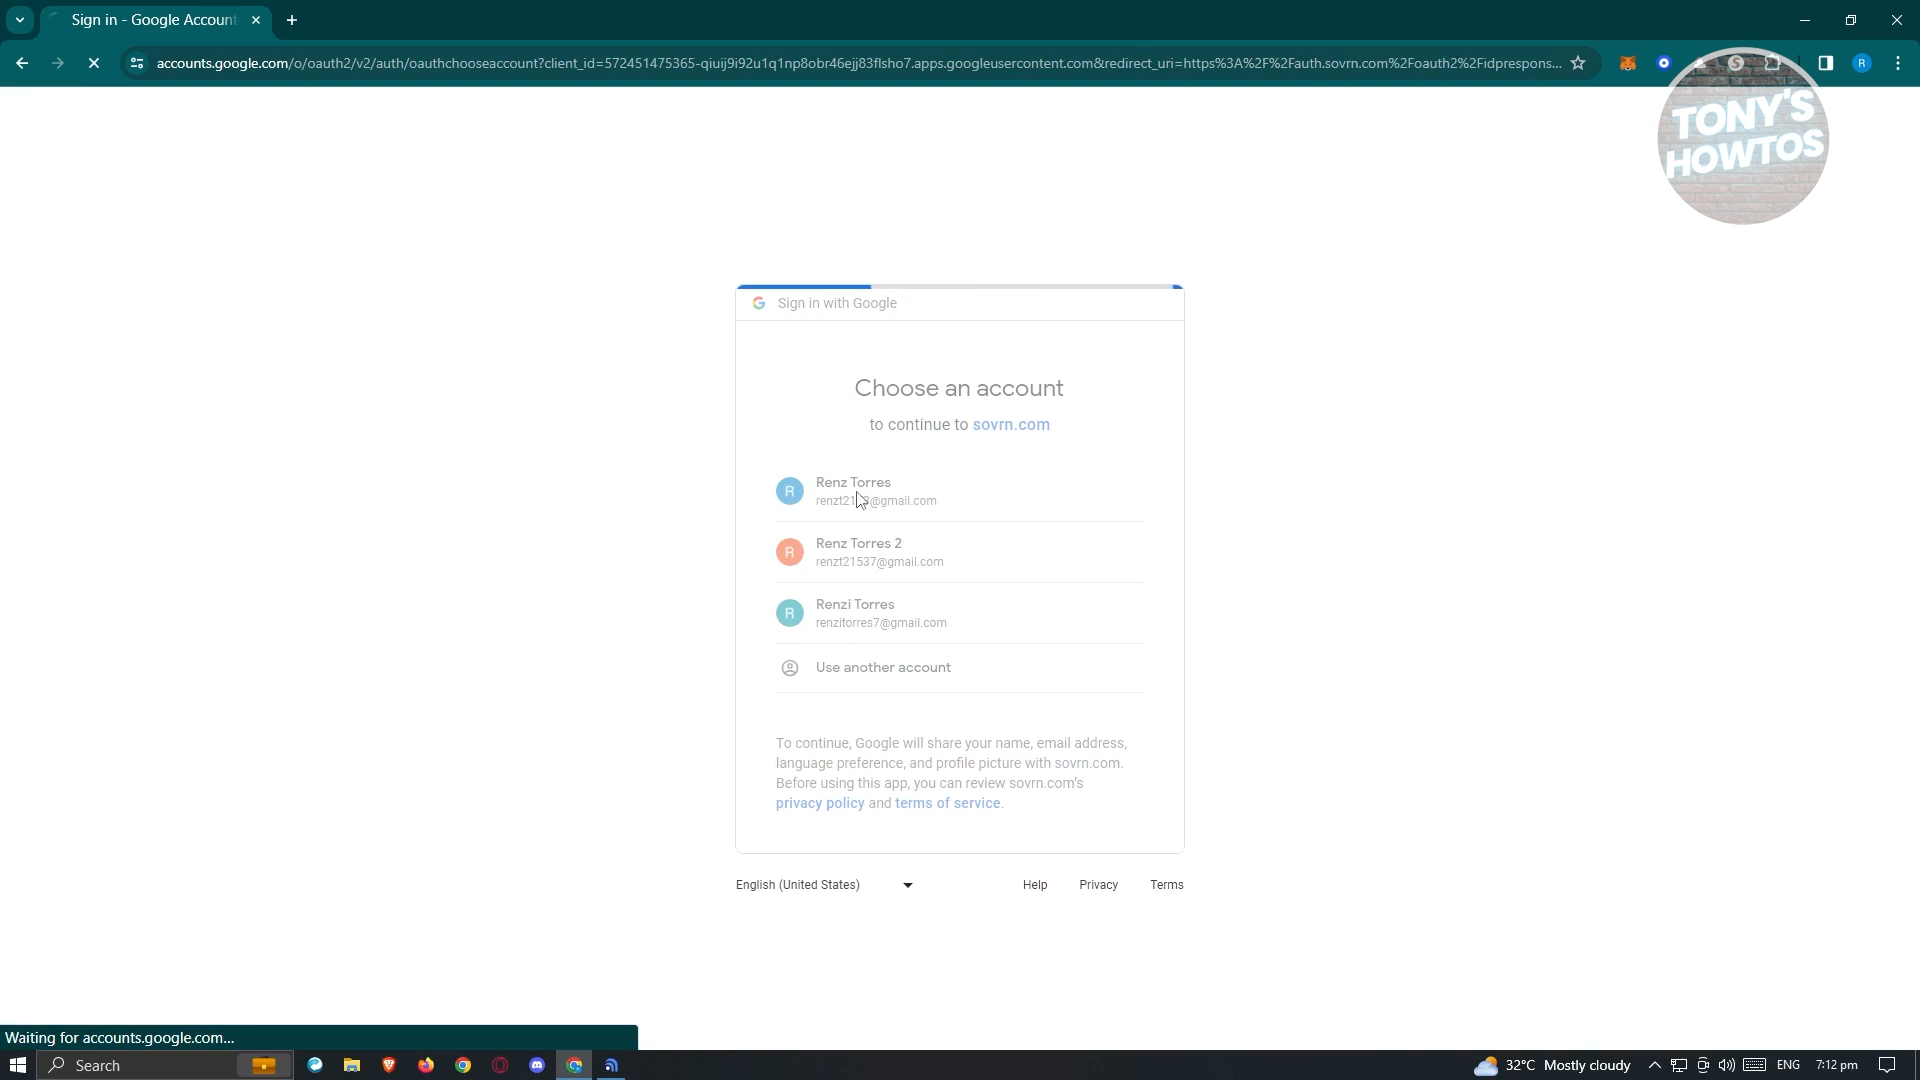 Sign in - Google Account
accounts.google.com/o/oauth2/v2/auth/oauthchooseaccount?client_id=572451475365-qiuij9i92u1q1np8obr46ejj83flsho7.apps.googleusercontent.com&redirect_uri=https%3A%2F%2Fauth.sovrn.com%2Foauth2%2Fidprespons...
R
TONY'S
HOWTOS
Sign in with Google
Choose an account
to continue to sovrn.com
R
Renz Torres
@gmail.com
R
Renz Torres 2
renzt21537@gmail.com
R
Renzi Torres
renzitorres7@gmail.com
Use another account
To continue, Google will share your name, email address,
language preference, and profile picture with sovrn.com.
Before using this app, you can review sovrn.com's
privacy policy and terms of service.
English (United States)
Help
Privacy
Terms
Waiting for accounts.google.com...
Search
32°C Mostly cloudy
ENG
7:12 pm